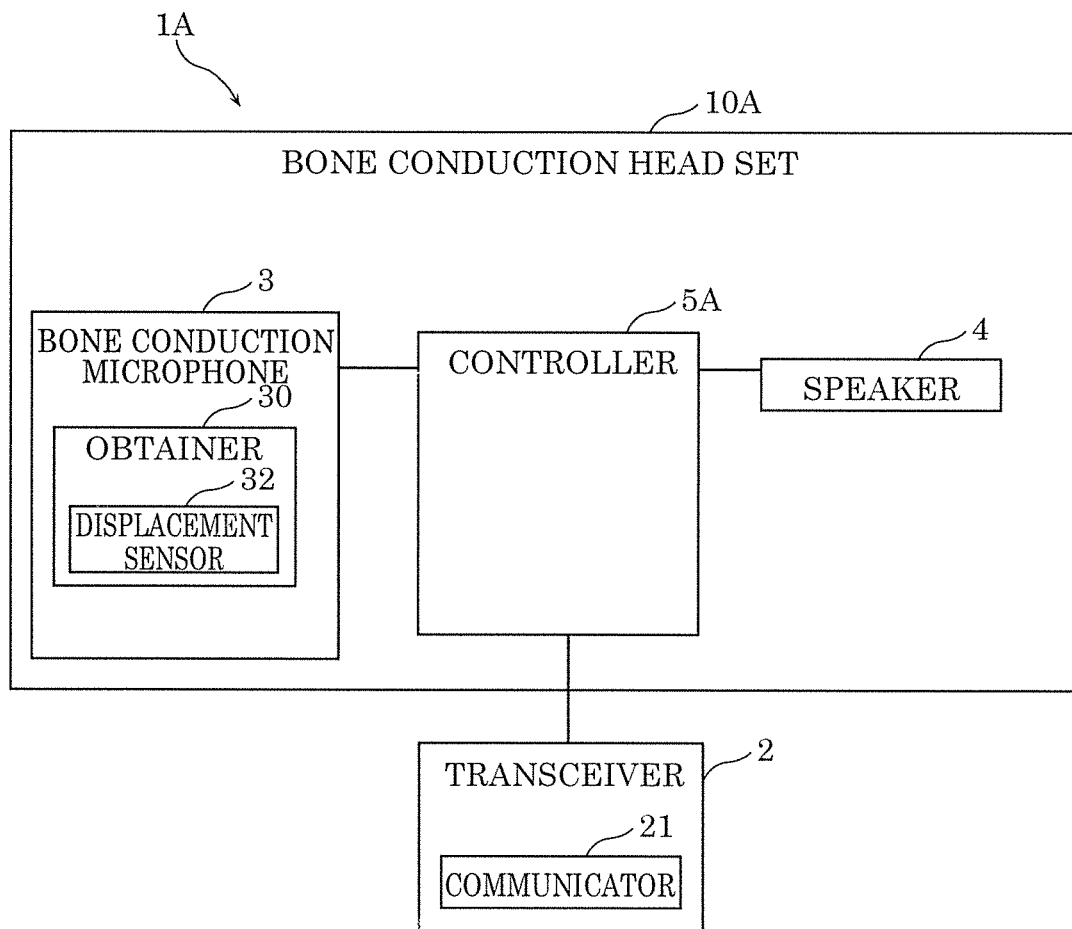 1A
10A
BONE CONDUCTION HEAD SET
3
BONE CONDUCTION
MICROPHONE
30
OBTAINER
32
DISPLACEMENT
SENSOR
5A
CONTROLLER
4
SPEAKER
2
TRANSCEIVER
21
COMMUNICATOR